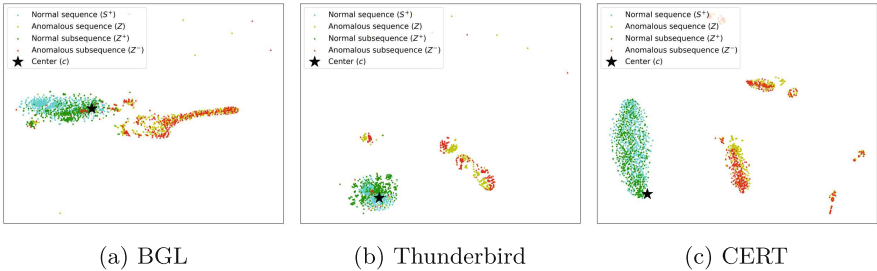 Normal sequence (S⁺)
Anomalous sequence (Z)
Normal subsequence (Z⁺)
Anomalous subsequence (Z⁻)
Center (c)
Normal sequence (S⁺)
Anomalous sequence (Z)
Normal subsequence (Z⁺)
Anomalous subsequence (Z⁻)
Center (c)
Normal sequence (S⁺)
Anomalous sequence (Z)
Normal subsequence (Z⁺)
Anomalous subsequence (Z⁻)
Center (c)
(a) BGL
(b) Thunderbird
(c) CERT